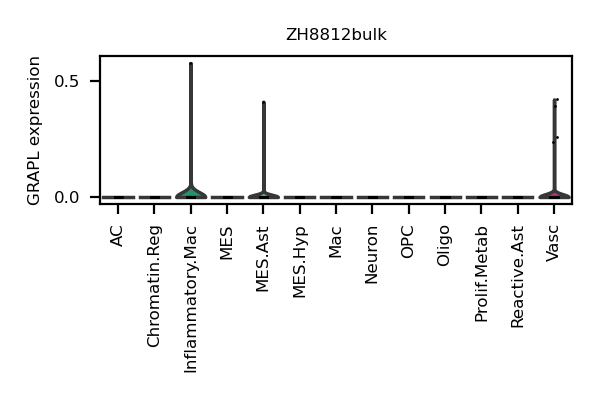 ZH8812bulk
GRAPL expression
0.5
0.0
AC
Chromatin.Reg
Inflammatory.Mac
MES
MES.Ast
MES.Hyp
Mac
Neuron
OPC
Oligo
Prolif.Metab
Reactive.Ast
Vasc